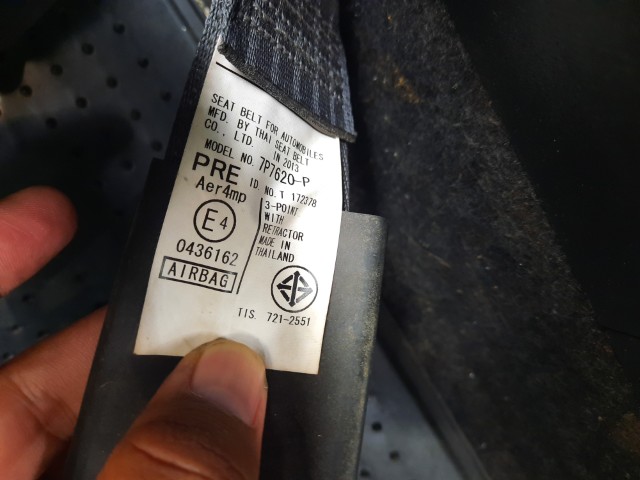 SEAT BELT FOR AUTOMOBILES
MFD. BY THAI SEAT BELT
CO., LTD. IN 2013
MODEL NO. 7P7620-P
PRE ID.NO.T 172378
Aer4mp
E4
0436162
AIRBAG
3-POINT
WITH
RETRACTOR
MADE IN
THAILAND
TIS. 721-2551